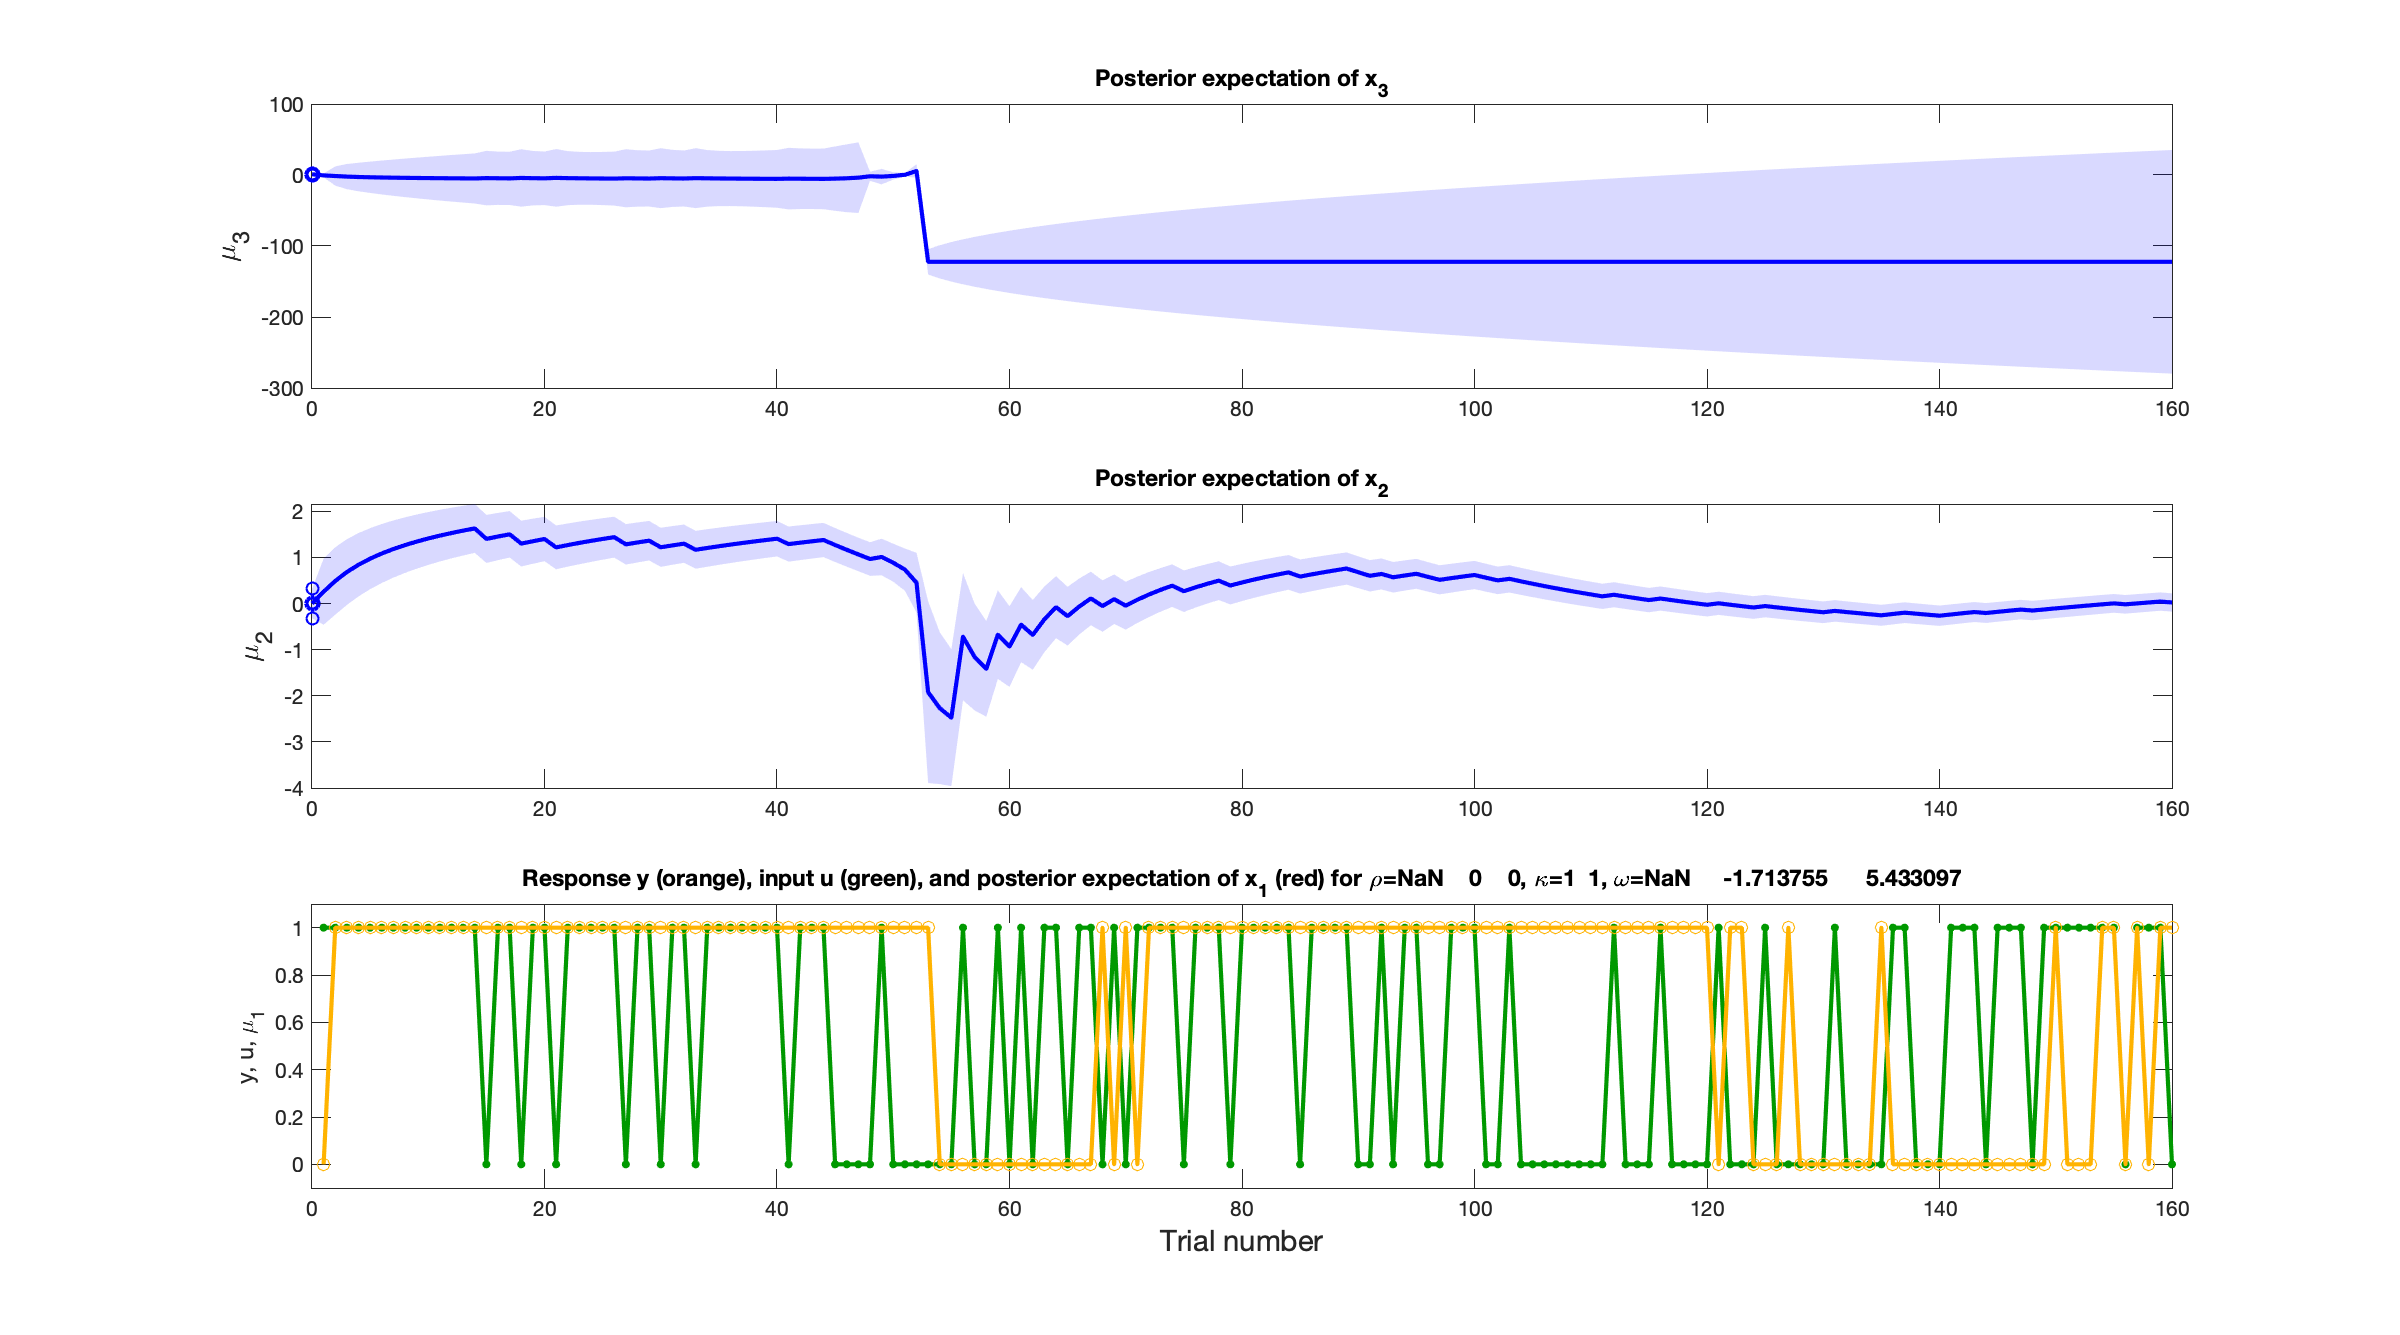 Posterior expectation of x3
100
0
-100
-200
-300
μ3
0 20 40 60 80 100 120 140 160
Posterior expectation of x2
2
1
0
-1
-2
-3
-4
μ2
0 20 40 60 80 100 120 140 160
Response y (orange), input u (green), and posterior expectation of x1 (red) for ρ=NaN 0 0, κ=1 1, ω=NaN -1.713755 5.433097
1
0.8
0.6
0.4
0.2
0
y, u, μ1
0 20 40 60 80 100 120 140 160
Trial number